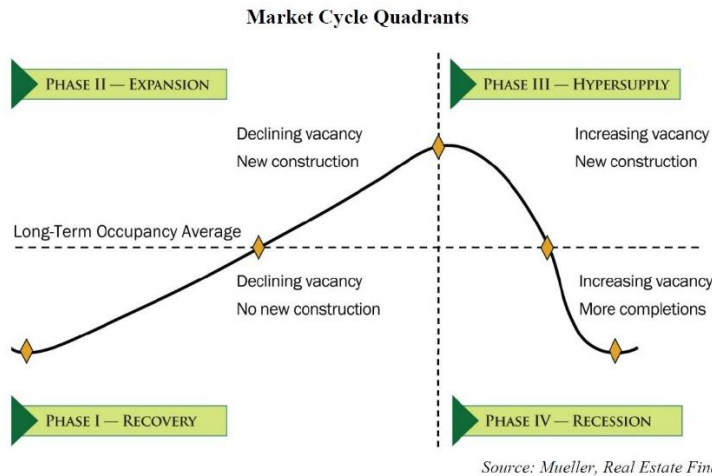 Market Cycle Quadrants
PHASE II — EXPANSION
PHASE III — HYPERSUPPLY
Declining vacancy
New construction
Increasing vacancy
New construction
Long-Term Occupancy Average
Declining vacancy
No new construction
Increasing vacancy
More completions
PHASE I — RECOVERY
PHASE IV — RECESSION
Source: Mueller, Real Estate Fin